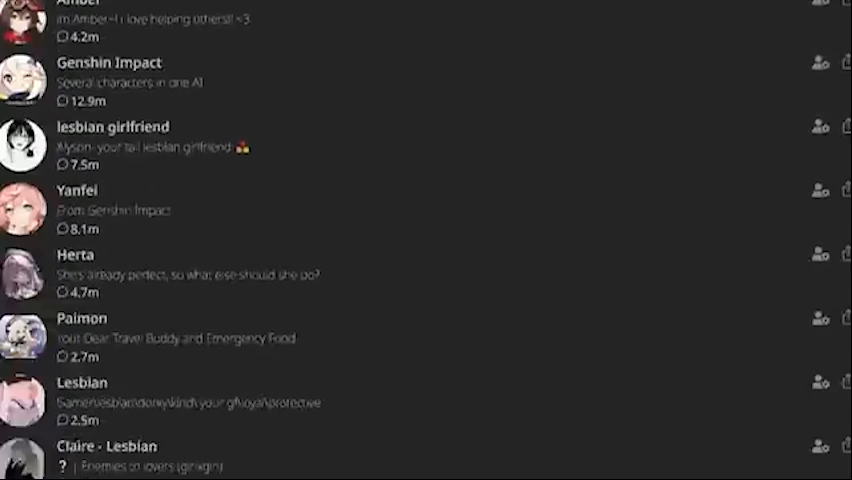 Amber
im Amber~! i love helping others!! <3
4.2m
Genshin Impact
Several characters in one AI
12.9m
lesbian girlfriend
your tall lesbian girlfriend
7.5m
Yanfei
From Genshin Impact
8.1m
Herta
She's already perfect, so what else should she do?
4.7m
Paimon
Your Dear Travel Buddy and Emergency Food
2.7m
Lesbian
2.5m
Claire - Lesbian
? | Enemies to lovers (girlxgirl)